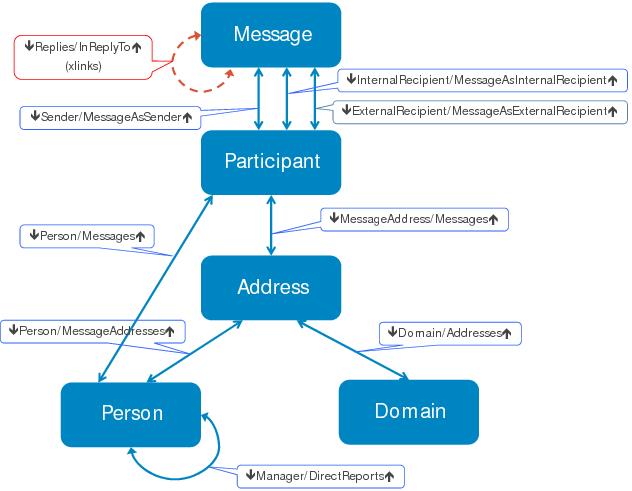 Message
↓Replies/InReplyTo↑
(xlinks)
↓InternalRecipient/MessageAsInternalRecipient↑
↓Sender/MessageAsSender↑
↓ExternalRecipient/MessageAsExternalRecipient↑
Participant
↓MessageAddress/Messages↑
↓Person/Messages↑
Address
↓Person/MessageAddresses↑
↓Domain/Addresses↑
Person
Domain
↓Manager/DirectReports↑